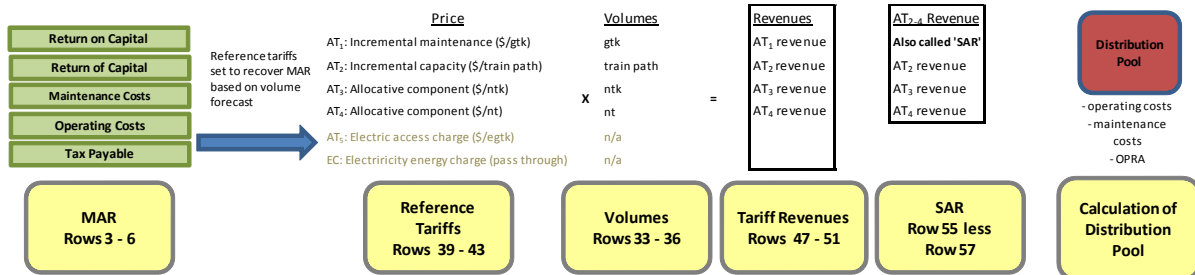 Price
Volumes
Revenues
AT2-4 Revenue
Return on Capital
Return of Capital
Maintenance Costs
Operating Costs
Tax Payable
Reference tariffs
set to recover MAR
based on volume
forecast
AT1: Incremental maintenance ($/gtk)
AT2: Incremental capacity ($/train path)
AT3: Allocative component ($/ntk)
AT4: Allocative component ($/nt)
AT5: Electric access charge ($/egtk)
EC: Electriricity energy charge (pass through)
X
gtk
train path
ntk
nt
n/a
n/a
=
AT1 revenue
AT2 revenue
AT3 revenue
AT4 revenue
Also called 'SAR'
AT2 revenue
AT3 revenue
AT4 revenue
Distribution
Pool
- operating costs
- maintenance
costs
- OPRA
MAR
Rows 3 - 6
Reference
Tariffs
Rows 39 - 43
Volumes
Rows 33 - 36
Tariff Revenues
Rows 47 - 51
SAR
Row 55 less
Row 57
Calculation of
Distribution
Pool